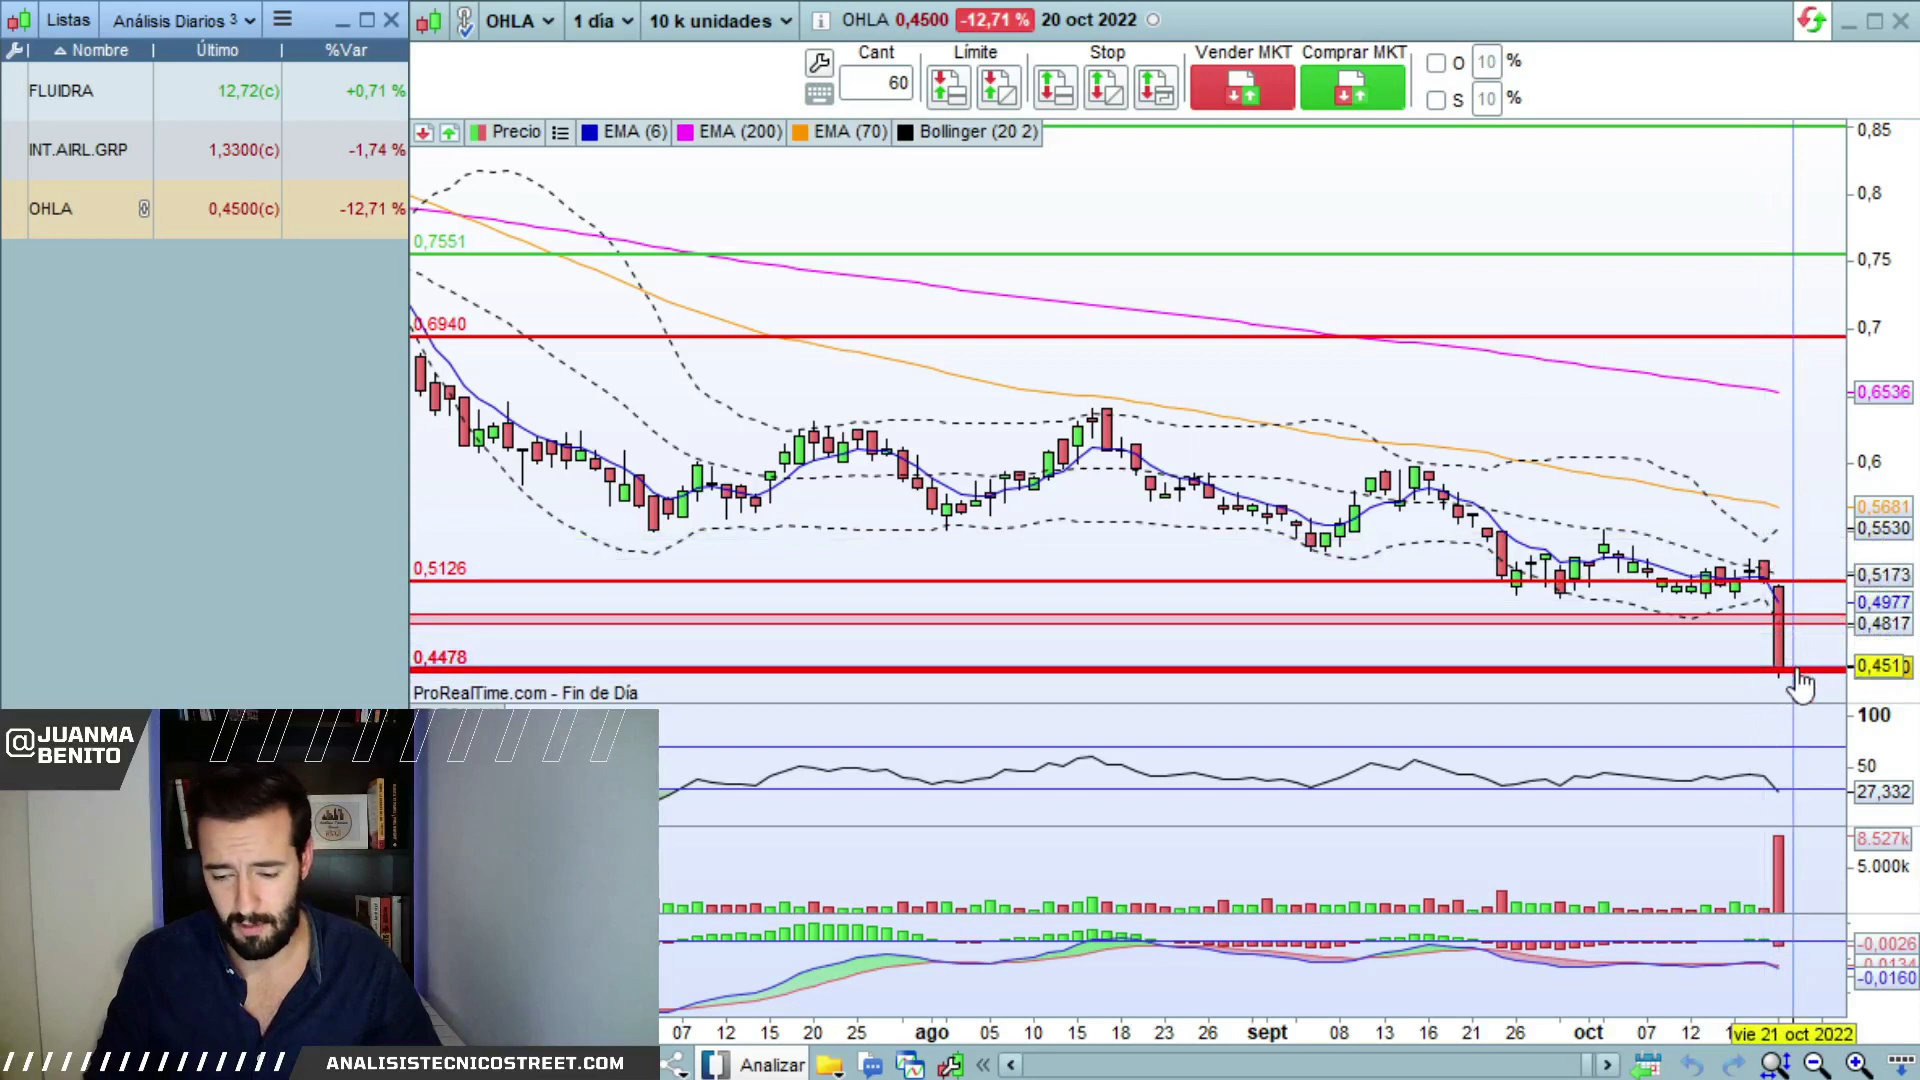 Listas
Análisis Diarios 3
Nombre
Último
%Var
FLUIDRA
12,72(c)
+0,71 %
INT.AIRL.GRP
1,3300(c)
-1,74 %
OHLA
0,4500(c)
-12,71 %
OHLA
1 día
10 k unidades
OHLA 0,4500 -12,71 % 20 oct 2022
Cant
60
Límite
Stop
Vender MKT
Comprar MKT
O 10 %
S 10 %
Precio
EMA (6)
EMA (200)
EMA (70)
Bollinger (20 2)
0,7551
0,6940
0,5126
0,4478
ProRealTime.com - Fin de Día
0,85
0,8
0,75
0,7
0,6536
0,6
0,5681
0,5530
0,5173
0,4977
0,4817
0,451
100
50
27,332
8.527k
5.000k
-0,0026
-0,0134
-0,0160
07 12 15 20 25 ago 05 10 15 18 23 26 sept 08 13 16 21 26 oct 07 12
vie 21 oct 2022
Analizar
@JUANMA
BENITO
ANALISISTECNICOSTREET.COM